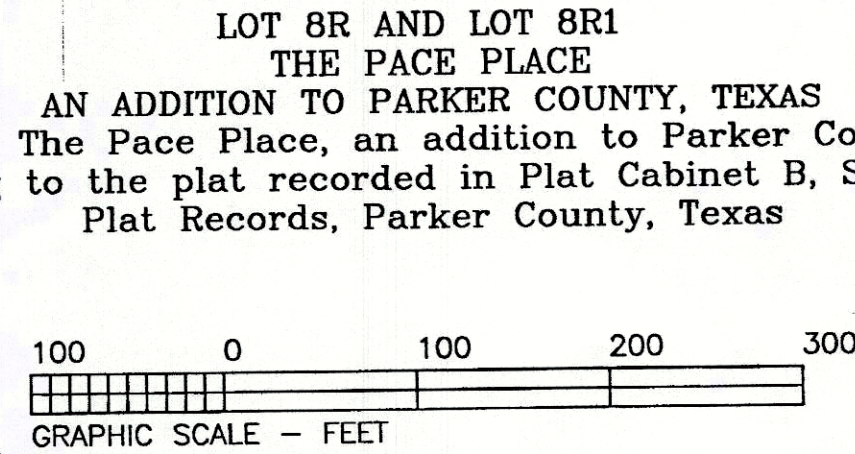 LOT 8R AND LOT 8R1
THE PACE PLACE
AN ADDITION TO PARKER COUNTY, TEXAS
The Pace Place, an addition to Parker Co
to the plat recorded in Plat Cabinet B, S
Plat Records, Parker County, Texas
100 0 100 200 300
GRAPHIC SCALE – FEET